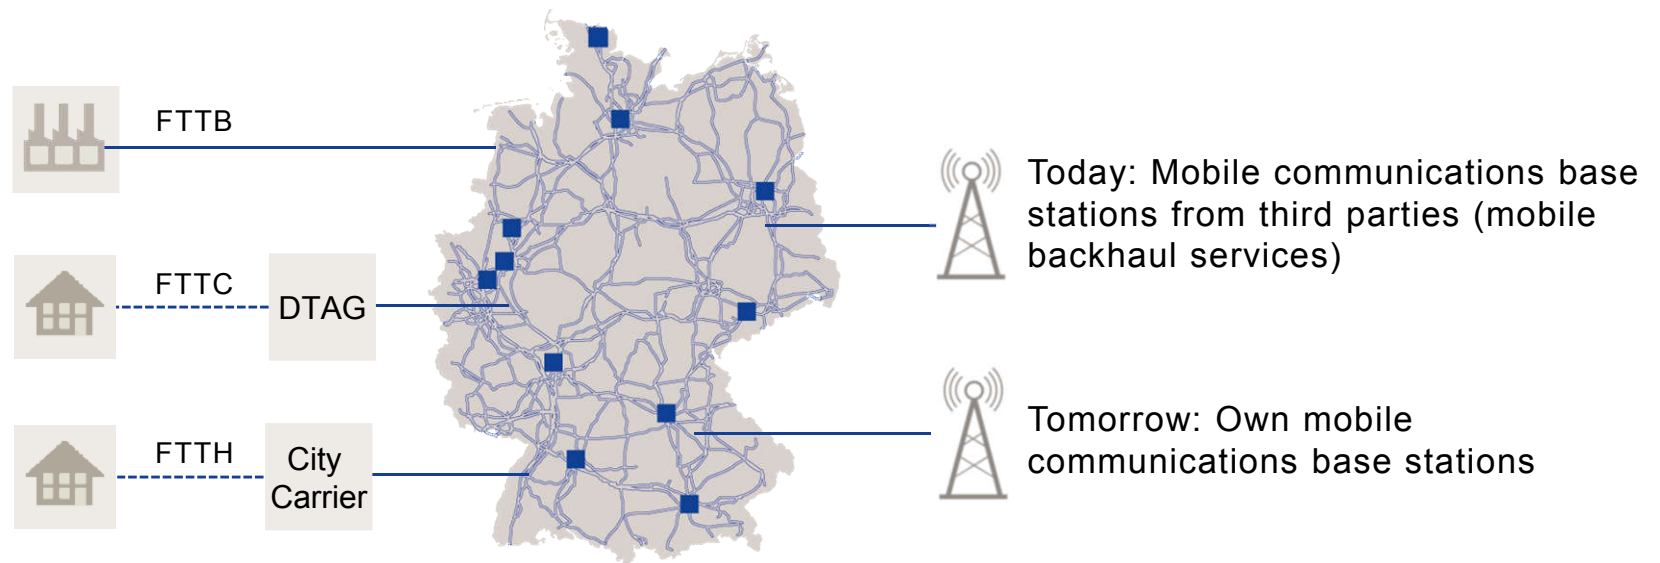 FTTB
FTTC
DTAG
FTTH
City
Carrier
Today: Mobile communications base
stations from third parties (mobile
backhaul services)
Tomorrow: Own mobile
communications base stations